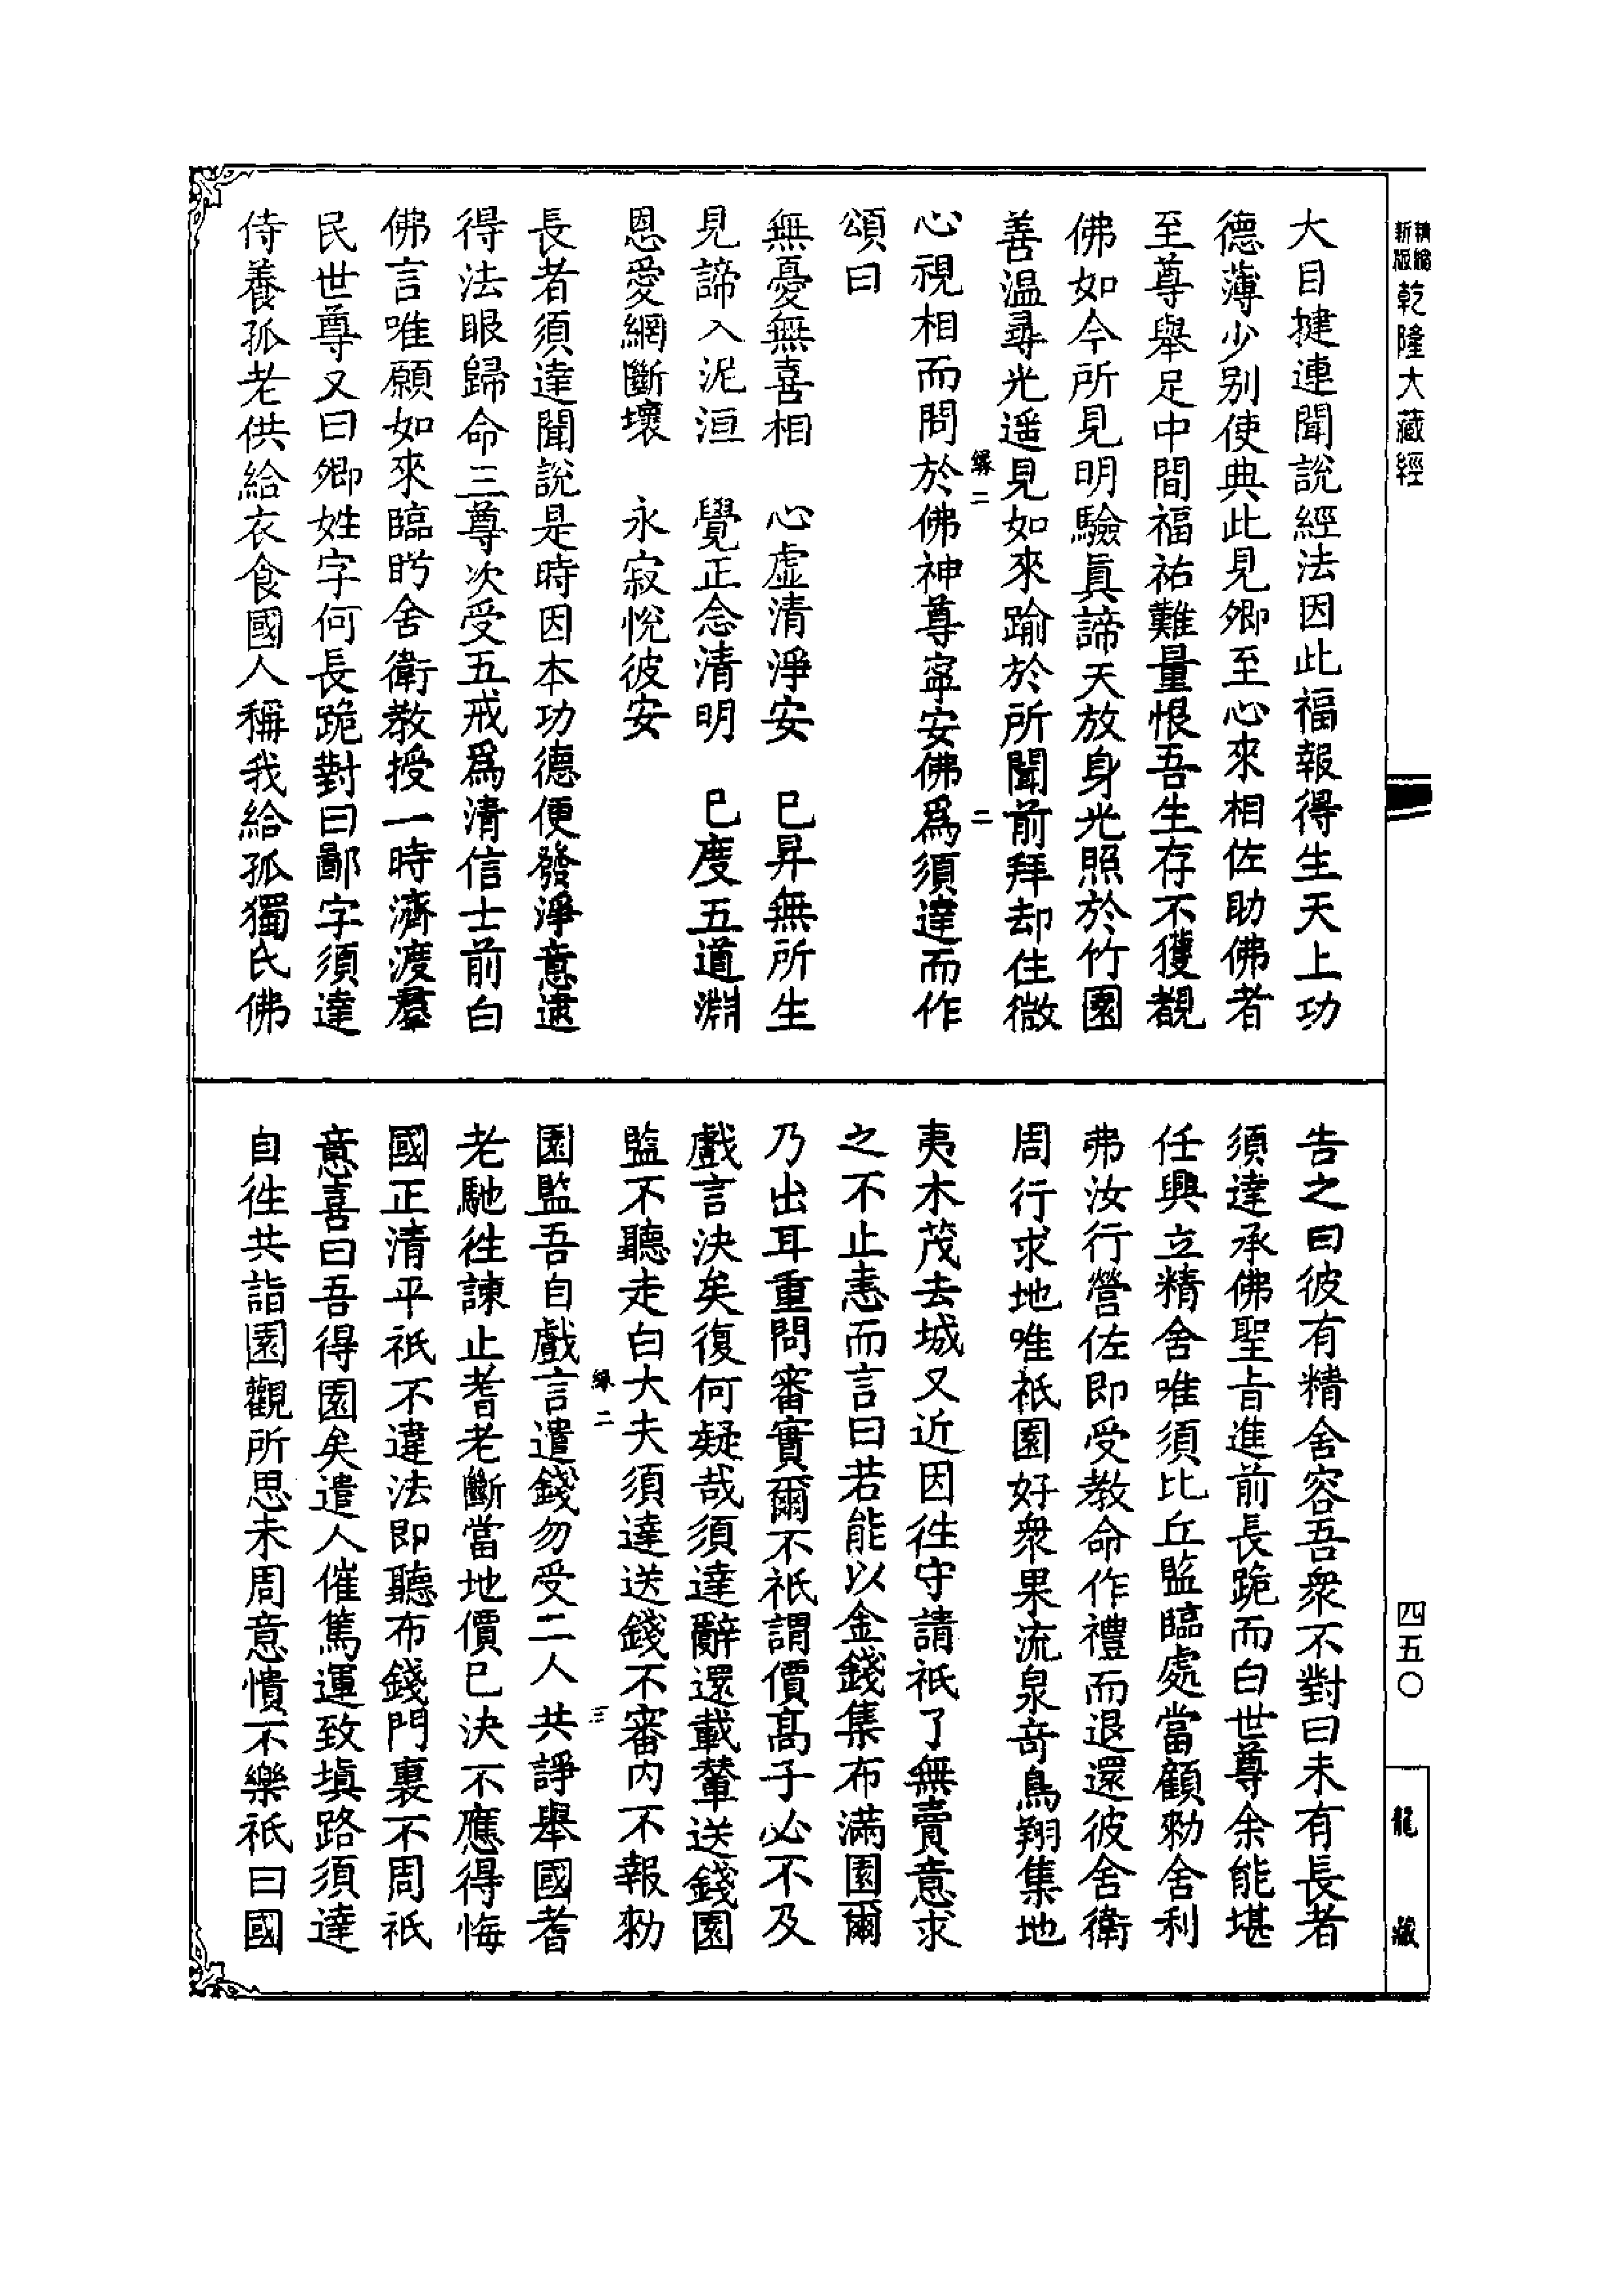 精縮
新版
乾隆大藏經
大目揵連聞說經法因此福報得生天上功
德薄少别使典此見卿至心來相佐助佛者
至尊舉足中間福祐難量恨吾生存不獲覩
佛如今所見明驗眞諦天放身光照於竹園
善温尋光遥見如來踰於所聞前拜却住微
縁二
二
心視相而問於佛神尊寧安佛爲須達而作
頌曰
無憂無喜相 心虚清淨安 已昇無所生
見諦入泥洹 覺正念清明 已度五道淵
恩愛網斷壞 永寂悅彼安
長者須達聞說是時因本功德便發淨意逮
得法眼歸命三尊次受五戒爲清信士前白
佛言唯願如來臨眄舍衛教授一時濟渡羣
民世尊又曰卿姓字何長跪對曰鄙字須達
侍養孤老供給衣食國人稱我給孤獨氏佛
告之曰彼有精舍容吾衆不對曰未有長者
須達承佛聖旨進前長跪而白世尊余能堪
任興立精舍唯須比丘監臨處當顧勑舍利
弗汝行營佐即受教命作禮而退還彼舍衛
周行求地唯祇園好衆果流泉奇鳥翔集地
夷木茂去城又近因徃守請祇了無賣意求
之不止恚而言曰若能以金錢集布滿園爾
乃出耳重問審實爾不祇謂價髙子必不及
戲言決矣復何疑哉須達辭還載輦送錢園
監不聽走白大夫須達送錢不審内不報勑
縁二
三
園監吾自戲言遣錢勿受二人共諍舉國耆
老馳徃諫止耆老斷當地價已決不應得悔
國正清平祇不違法即聽布錢門裏不周祇
意喜曰吾得園矣遣人催篤運致塡路須達
自徃共詣園觀所思未周意憒不樂祇曰國
四五〇
龍藏